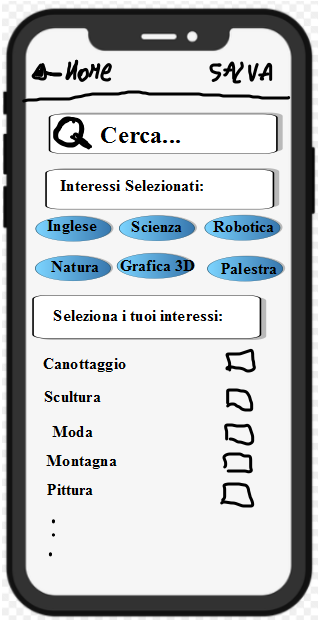 Home SALVA
Cerca...
Interessi Selezionati:
Inglese Scienza Robotica
Natura Grafica 3D Palestra
Seleziona i tuoi interessi:
Canottaggio
Scultura
Moda
Montagna
Pittura